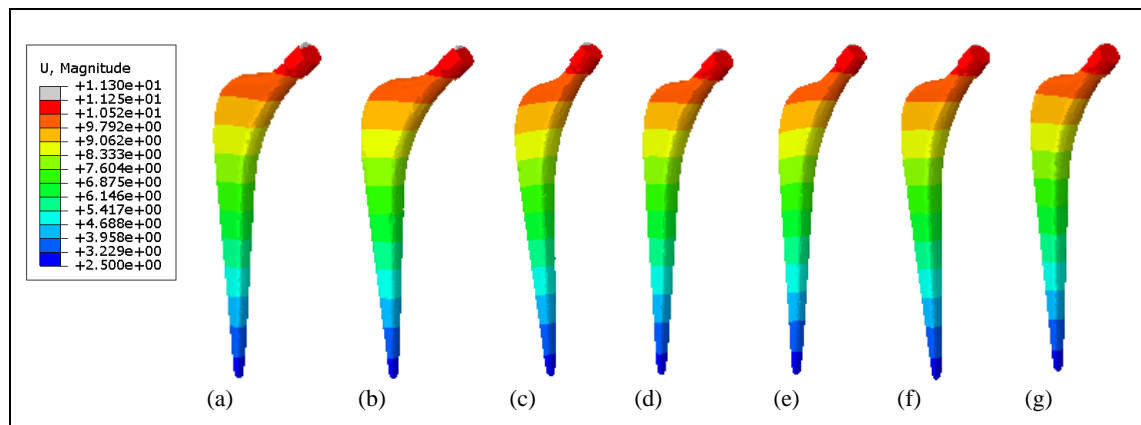 U, Magnitude
+1.130e+01
+1.125e+01
+1.052e+01
+9.792e+00
+9.062e+00
+8.333e+00
+7.604e+00
+6.875e+00
+6.146e+00
+5.417e+00
+4.688e+00
+3.958e+00
+3.229e+00
+2.500e+00
(a) (b) (c) (d) (e) (f) (g)